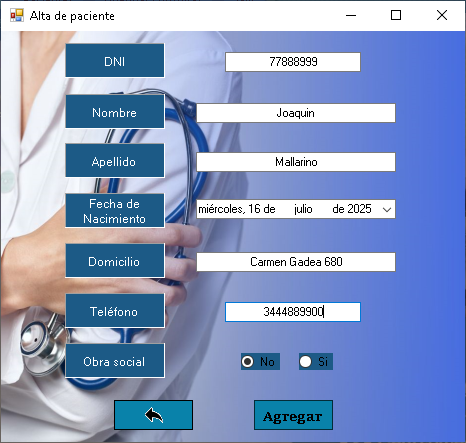 Alta de paciente
DNI
77888999
Nombre
Joaquin
Apellido
Mallarino
Fecha de
Nacimiento
miércoles, 16 de julio de 2025
Domicilio
Carmen Gadea 680
Teléfono
3444889900
Obra social
No
Si
Agregar